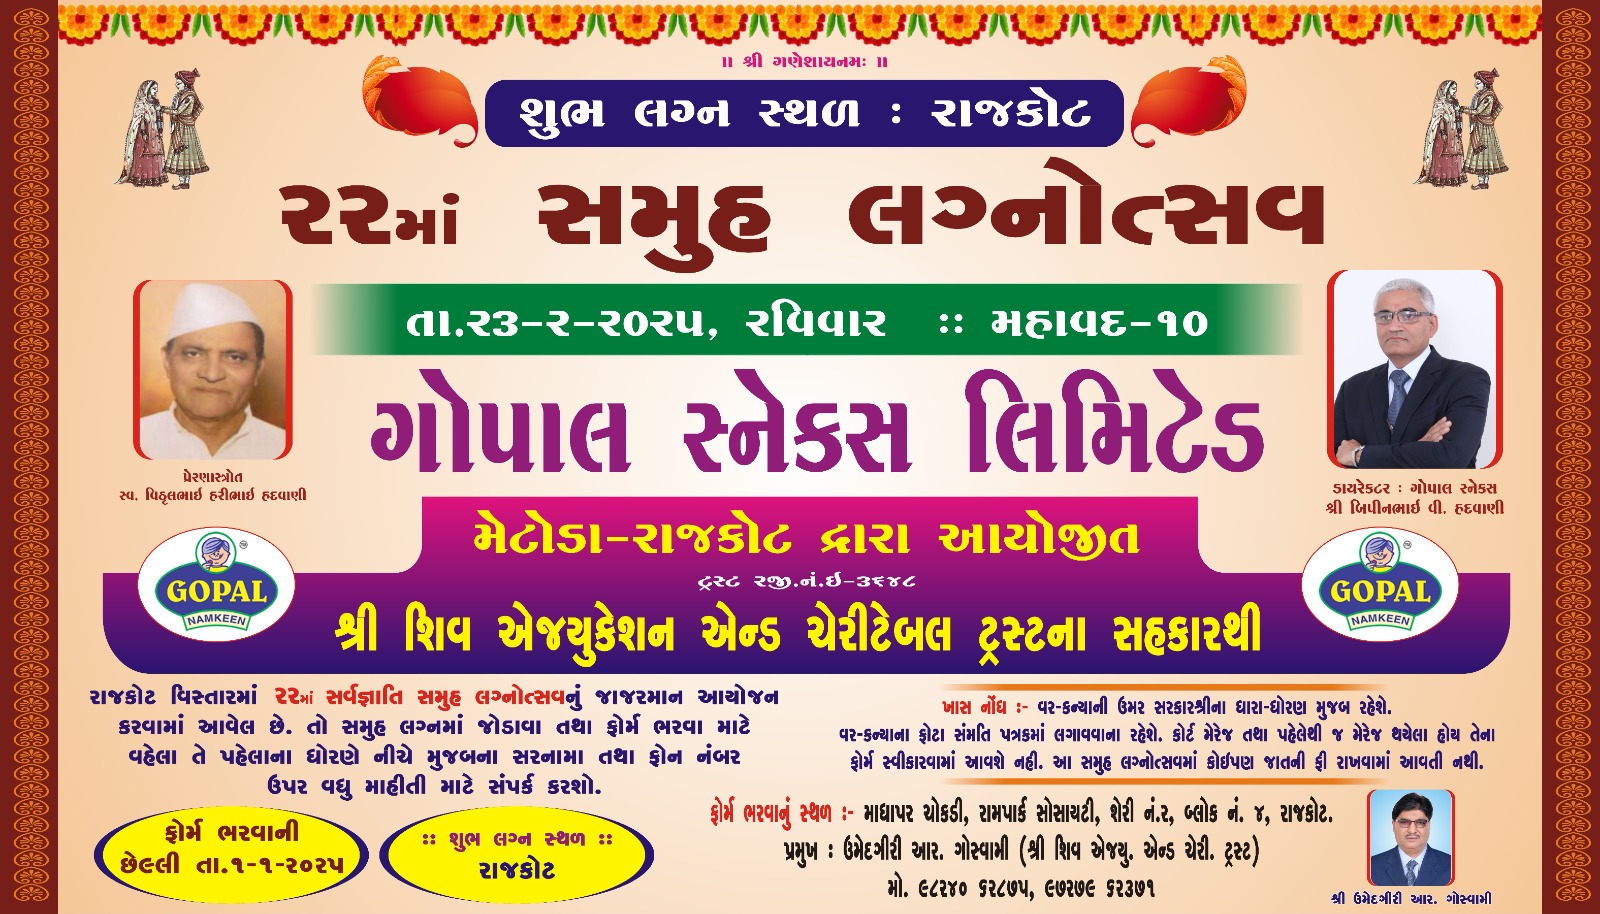 ॥ શ્રી ગણેશાયનમઃ ॥
શુભ લગ્ન સ્થળ : રાજકોટ
૨૨માં સમુહ લગ્નોત્સવ
તા.૨૩-૨-૨૦૨૫, રવિવાર :: મહાવદ-૧૦
ગોપાલ સ્નેકસ લિમિટેડ
પ્રેરણાસ્ત્રોત
સ્વ. વિઠ્ઠલભાઇ હરીભાઇ હદવાણી
ડાયરેકટર : ગોપાલ સ્નેકસ
શ્રી બિપીનભાઇ વી. હદવાણી
મેટોડા-રાજકોટ દ્વારા આયોજીત
ટ્રસ્ટ રજી.નં.ઇ-૩૬૪૮
શ્રી શિવ એજયુકેશન એન્ડ ચેરીટેબલ ટ્રસ્ટના સહકારથી
GOPAL
NAMKEEN
TM
GOPAL
NAMKEEN
TM
રાજકોટ વિસ્તારમાં ૨૨માં સર્વજ્ઞાતિ સમુહ લગ્નોત્સવનું જાજરમાન આયોજન
કરવામાં આવેલ છે. તો સમુહ લગ્નમાં જોડાવા તથા ફોર્મ ભરવા માટે
વહેલા તે પહેલાના ધોરણે નીચે મુજબના સરનામા તથા ફોન નંબર
ઉપર વધુ માહીતી માટે સંપર્ક કરશો.
ફોર્મ ભરવાની
છેલ્લી તા.૧-૧-૨૦૨૫
:: શુભ લગ્ન સ્થળ ::
રાજકોટ
ખાસ નોંધ :- વર-કન્યાની ઉમર સરકારશ્રીના ધારા-ધોરણ મુજબ રહેશે.
વર-કન્યાના ફોટા સંમતિ પત્રકમાં લગાવવાના રહેશે. કોર્ટ મેરેજ તથા પહેલેથી જ મેરેજ થયેલા હોય તેના
ફોર્મ સ્વીકારવામાં આવશે નહી. આ સમુહ લગ્નોત્સવમાં કોઇપણ જાતની ફી રાખવામાં આવતી નથી.
ફોર્મ ભરવાનું સ્થળ :- માધાપર ચોકડી, રામપાર્ક સોસાયટી, શેરી નં.૨, બ્લોક નં. ૪, રાજકોટ.
પ્રમુખ : ઉમેદગીરી આર. ગોસ્વામી (શ્રી શિવ એજયુ. એન્ડ ચેરી. ટ્રસ્ટ)
મો. ૯૮૨૪૦ ૬૨૮૭૫, ૯૭૨૭૯ ૬૨૩૭૧
શ્રી ઉમેદગીરી આર. ગોસ્વામી